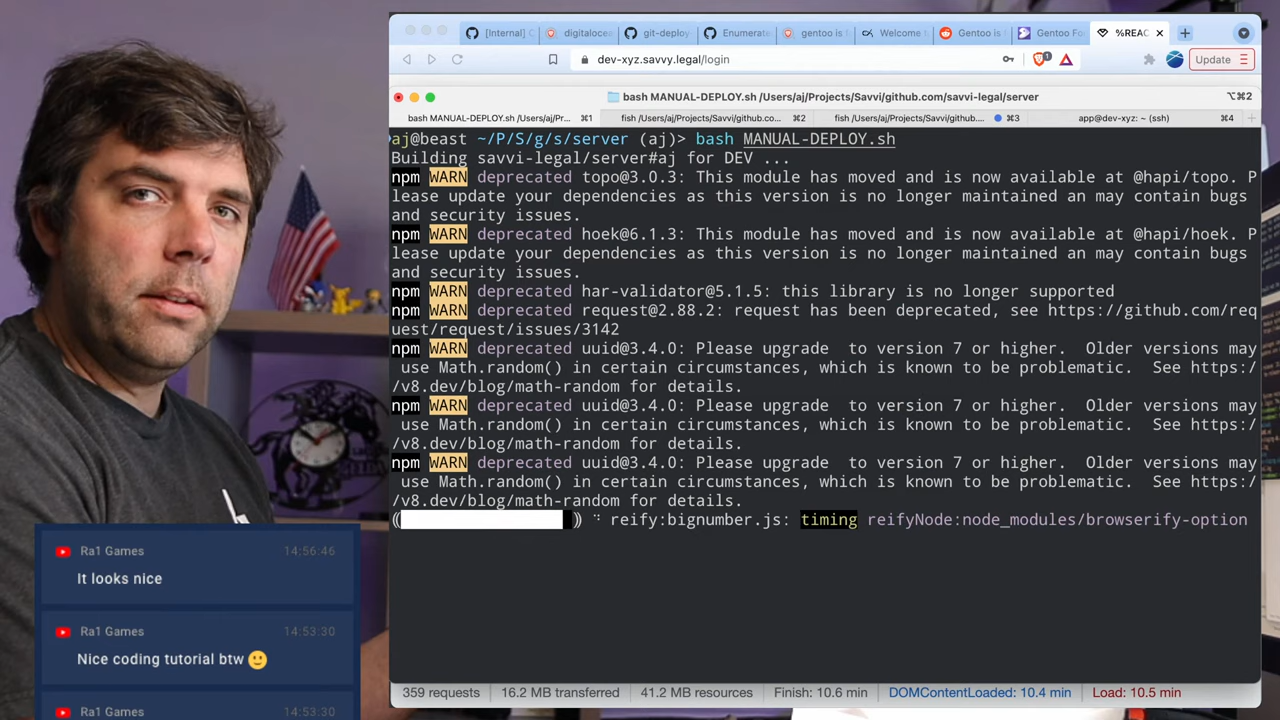 [Internal] C
digitalocea
git-deploy
Enumerate
gentoo is f
Welcome t
Gentoo is
Gentoo Fo
%REAC
dev-xyz.savvy.legal/login
1
Update
bash MANUAL-DEPLOY.sh /Users/aj/Projects/Savvi/github.com/savvi-legal/server
⌥⌘2
bash MANUAL-DEPLOY.sh /Users/aj/Pr... ⌘1
fish /Users/aj/Projects/Savvi/github.co... ⌘2
fish /Users/aj/Projects/Savvi/github.... ⌘3
app@dev-xyz: ~ (ssh) ⌘4
aj@beast ~/P/S/g/s/server (aj)> bash MANUAL-DEPLOY.sh
Building savvi-legal/server#aj for DEV ...
npm WARN deprecated topo@3.0.3: This module has moved and is now available at @hapi/topo. P
lease update your dependencies as this version is no longer maintained an may contain bugs
and security issues.
npm WARN deprecated hoek@6.1.3: This module has moved and is now available at @hapi/hoek. P
lease update your dependencies as this version is no longer maintained an may contain bugs
and security issues.
npm WARN deprecated har-validator@5.1.5: this library is no longer supported
npm WARN deprecated request@2.88.2: request has been deprecated, see https://github.com/req
uest/request/issues/3142
npm WARN deprecated uuid@3.4.0: Please upgrade  to version 7 or higher.  Older versions may
use Math.random() in certain circumstances, which is known to be problematic.  See https:/
/v8.dev/blog/math-random for details.
npm WARN deprecated uuid@3.4.0: Please upgrade  to version 7 or higher.  Older versions may
use Math.random() in certain circumstances, which is known to be problematic.  See https:/
/v8.dev/blog/math-random for details.
npm WARN deprecated uuid@3.4.0: Please upgrade  to version 7 or higher.  Older versions may
use Math.random() in certain circumstances, which is known to be problematic.  See https:/
/v8.dev/blog/math-random for details.
reify:bignumber.js: timing reifyNode:node_modules/browserify-option
359 requests 16.2 MB transferred 41.2 MB resources Finish: 10.6 min DOMContentLoaded: 10.4 min Load: 10.5 min
Ra1 Games 14:56:46
It looks nice
Ra1 Games 14:53:30
Nice coding tutorial btw 🙂
Ra1 Games 14:53:30